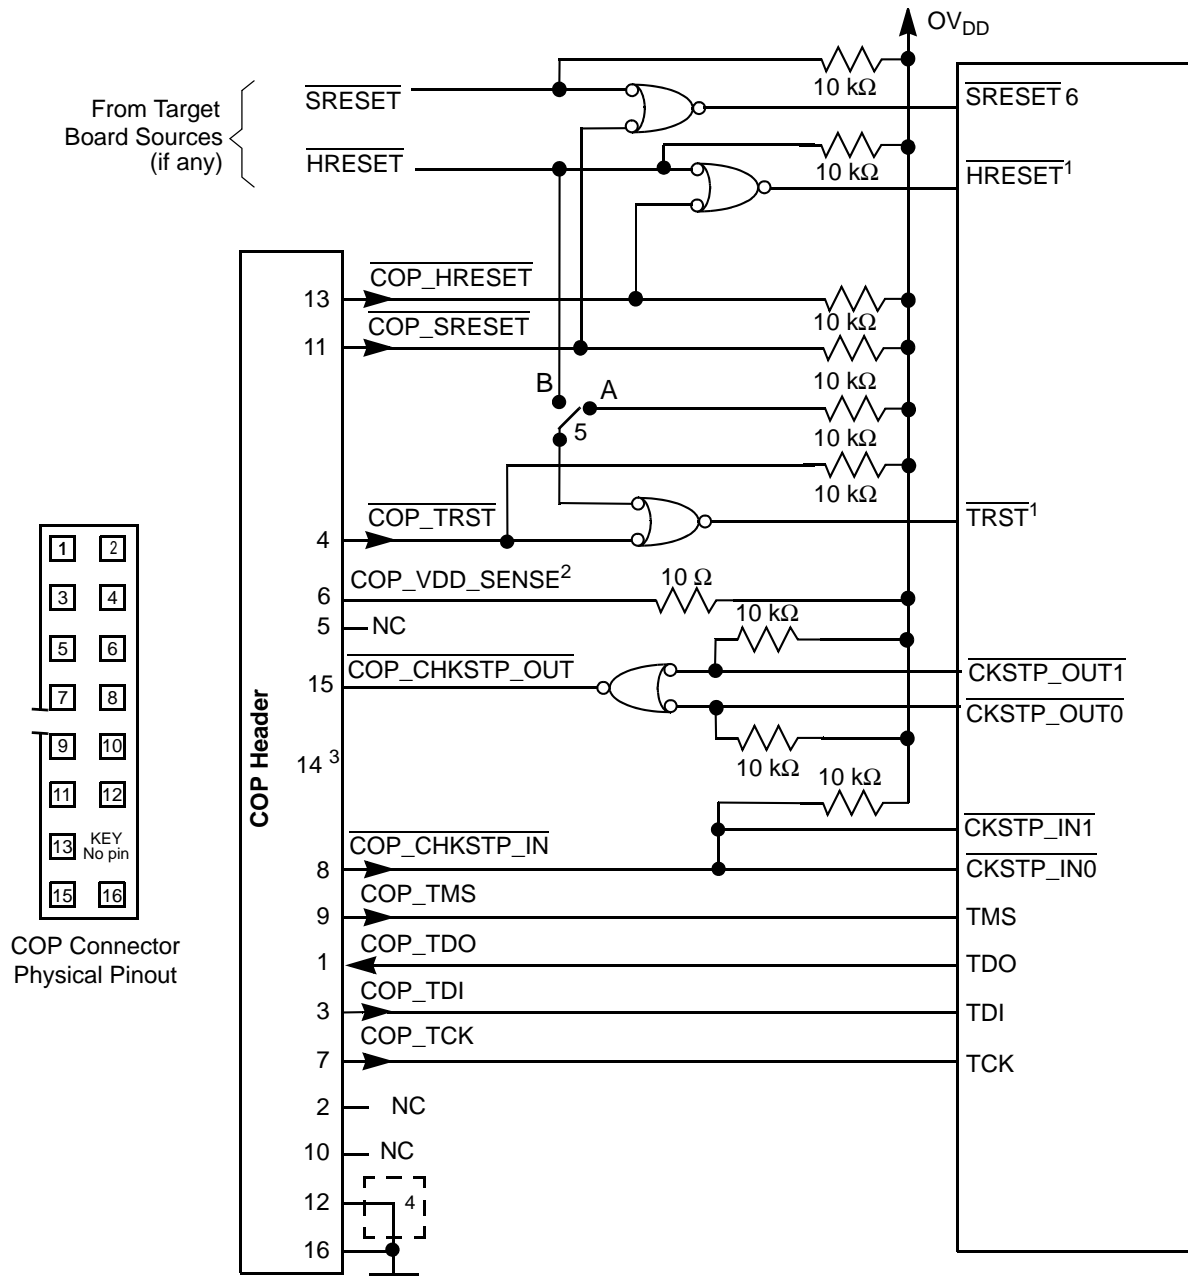 OVDD
10 kΩ
From Target
Board Sources
(if any)
SRESET
SRESET 6
HRESET
10 kΩ
HRESET1
COP_HRESET
13
10 kΩ
COP_SRESET
11
10 kΩ
B
A
5
10 kΩ
10 kΩ
COP_TRST
4
TRST1
COP_VDD_SENSE2
10 Ω
6
10 kΩ
5
NC
COP_CHKSTP_OUT
15
CKSTP_OUT1
CKSTP_OUT0
COP Header
14 3
10 kΩ
10 kΩ
CKSTP_IN1
COP_CHKSTP_IN
8
CKSTP_IN0
COP_TMS
9
TMS
COP_TDO
1
TDO
COP_TDI
3
TDI
COP_TCK
7
TCK
2
NC
10
NC
12
4
16
1 2
3 4
5 6
7 8
9 10
11 12
13 KEY
No pin
15 16
COP Connector
Physical Pinout